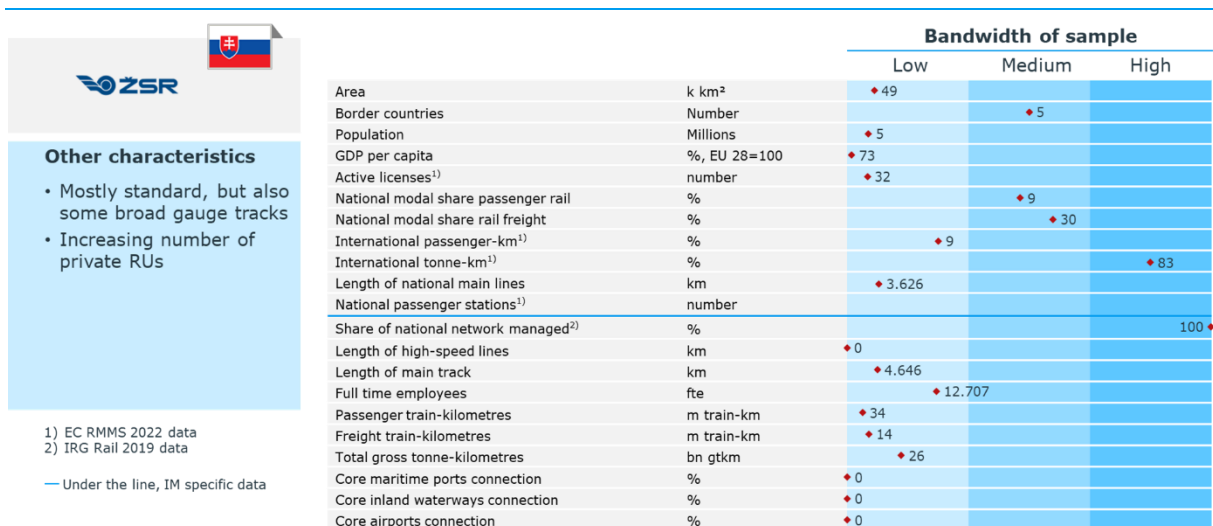 Bandwidth of sample
Low Medium High
ŽSR
Other characteristics
• Mostly standard, but also
some broad gauge tracks
• Increasing number of
private RUs
1) EC RMMS 2022 data
2) IRG Rail 2019 data
Under the line, IM specific data
Area k km² 49
Border countries Number 5
Population Millions 5
GDP per capita %, EU 28=100 73
Active licenses1) number 32
National modal share passenger rail % 9
National modal share rail freight % 30
International passenger-km1) % 9
International tonne-km1) % 83
Length of national main lines km 3.626
National passenger stations1) number
Share of national network managed2) % 100
Length of high-speed lines km 0
Length of main track km 4.646
Full time employees fte 12.707
Passenger train-kilometres m train-km 34
Freight train-kilometres m train-km 14
Total gross tonne-kilometres bn gtkm 26
Core maritime ports connection % 0
Core inland waterways connection % 0
Core airports connection % 0